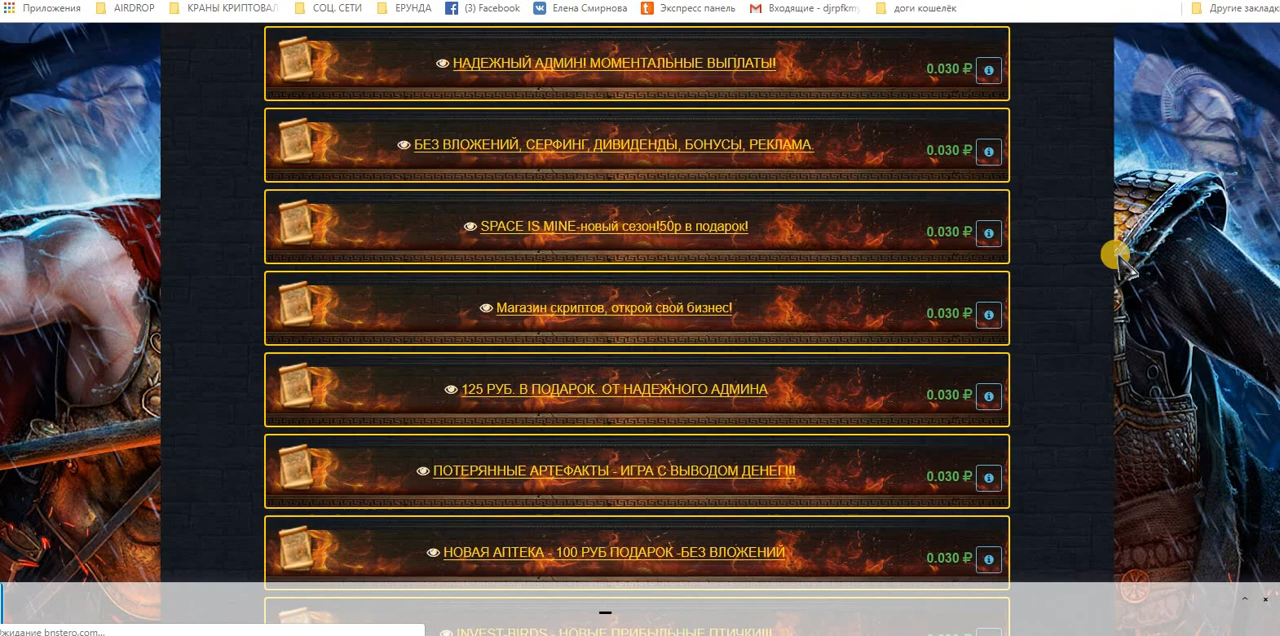 Приложения AIRDROP КРАНЫ КРИПТОВАЛ СОЦ. СЕТИ ЕРУНДА (3) Facebook Елена Смирнова Экспресс панель Входящие - djrpfkmy доги кошелёк Другие закладк
НАДЕЖНЫЙ АДМИН! МОМЕНТАЛЬНЫЕ ВЫПЛАТЫ! 0.030 ₽
БЕЗ ВЛОЖЕНИЙ, СЕРФИНГ, ДИВИДЕНДЫ, БОНУСЫ, РЕКЛАМА. 0.030 ₽
SPACE IS MINE-новый сезон!50р в подарок! 0.030 ₽
Магазин скриптов, открой свой бизнес! 0.030 ₽
125 РУБ. В ПОДАРОК. ОТ НАДЕЖНОГО АДМИНА 0.030 ₽
ПОТЕРЯННЫЕ АРТЕФАКТЫ - ИГРА С ВЫВОДОМ ДЕНЕГ!!! 0.030 ₽
НОВАЯ АПТЕКА - 100 РУБ ПОДАРОК -БЕЗ ВЛОЖЕНИЙ 0.030 ₽
INVEST-BIRDS - НОВЫЕ ПРИБЫЛЬНЫЕ ПТИЧКИ!!!
жидание bnstero.com...